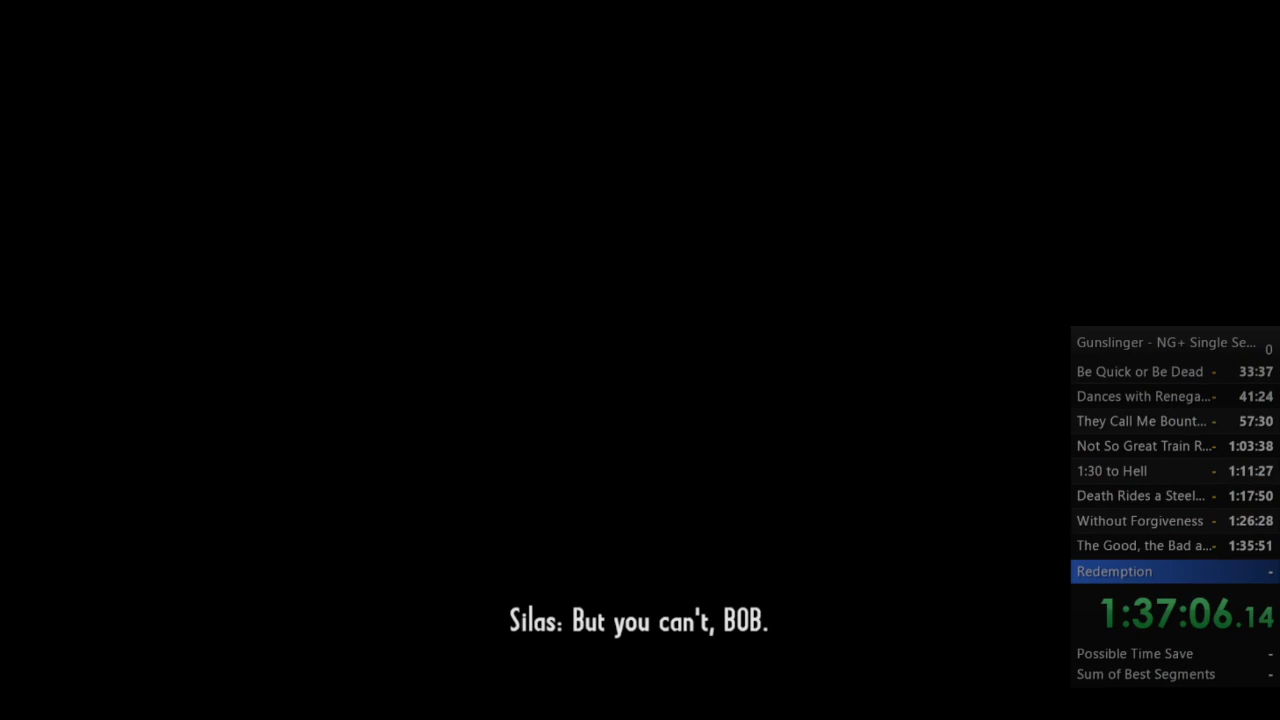 Gunslinger - NG+ Single Se... 0
Be Quick or Be Dead - 33:37
Dances with Renega... - 41:24
They Call Me Bount... - 57:30
Not So Great Train R... - 1:03:38
1:30 to Hell - 1:11:27
Death Rides a Steel... - 1:17:50
Without Forgiveness - 1:26:28
The Good, the Bad a... - 1:35:51
Redemption -
1:37:06.14
Silas: But you can't, BOB.
Possible Time Save -
Sum of Best Segments -